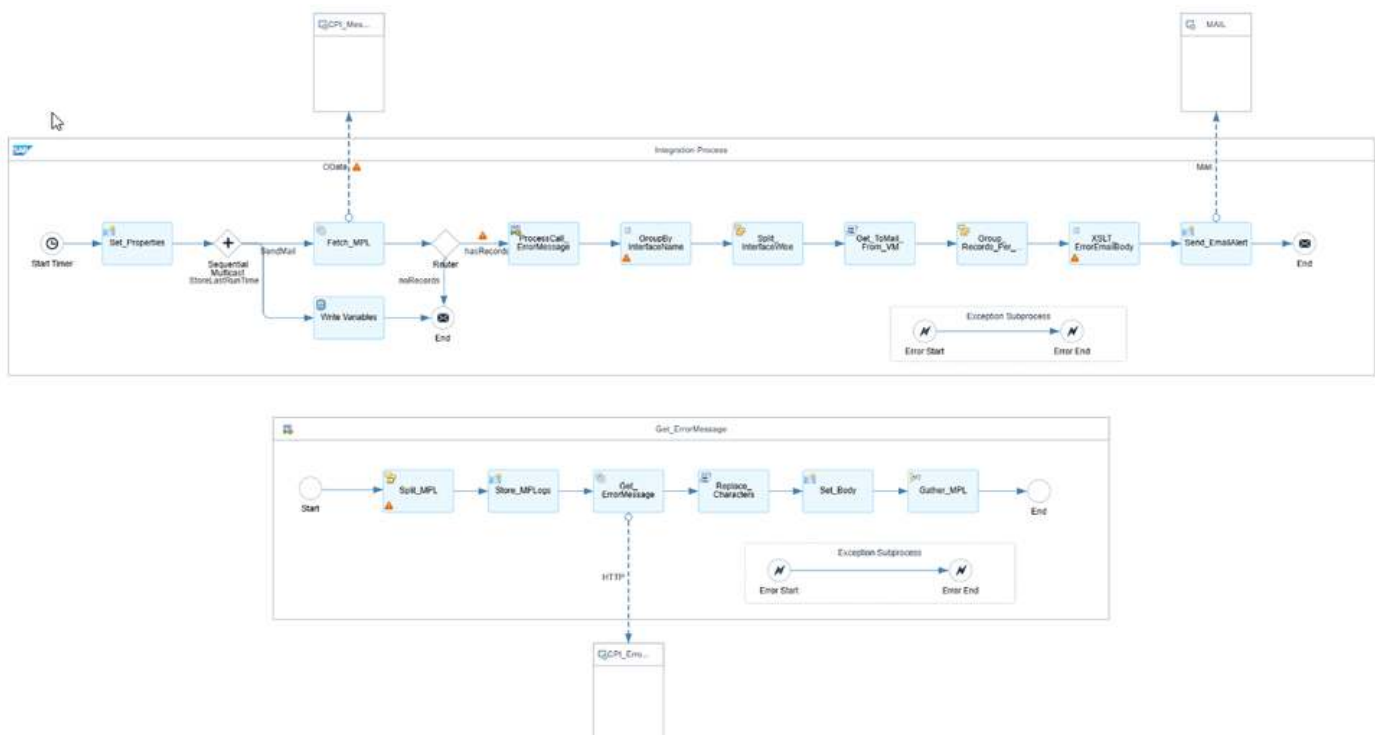 CPI_Mes...
MAIL
SAP
Integration Process
OData
Mail
Set_Properties
Fetch_MPL
ProcessCall_
ErrorMessage
GroupBy
InterfaceName
Split_
InterfaceWise
Get_ToMail_
From_VM
Group_
Records_Per_
XSLT_
ErrorEmailBody
Send_EmailAlert
Start Timer
Sequential
Multicast
SendMail
StoreLastRunTime
Router
hasRecords
noRecords
End
Write Variables
End
Exception Subprocess
Error Start
Error End
Get_ErrorMessage
Split_MPL
Store_MPLogs
Get_
ErrorMessage
Replace_
Characters
Set_Body
Gather_MPL
Start
End
Exception Subprocess
HTTP
Error Start
Error End
CPI_Erro...